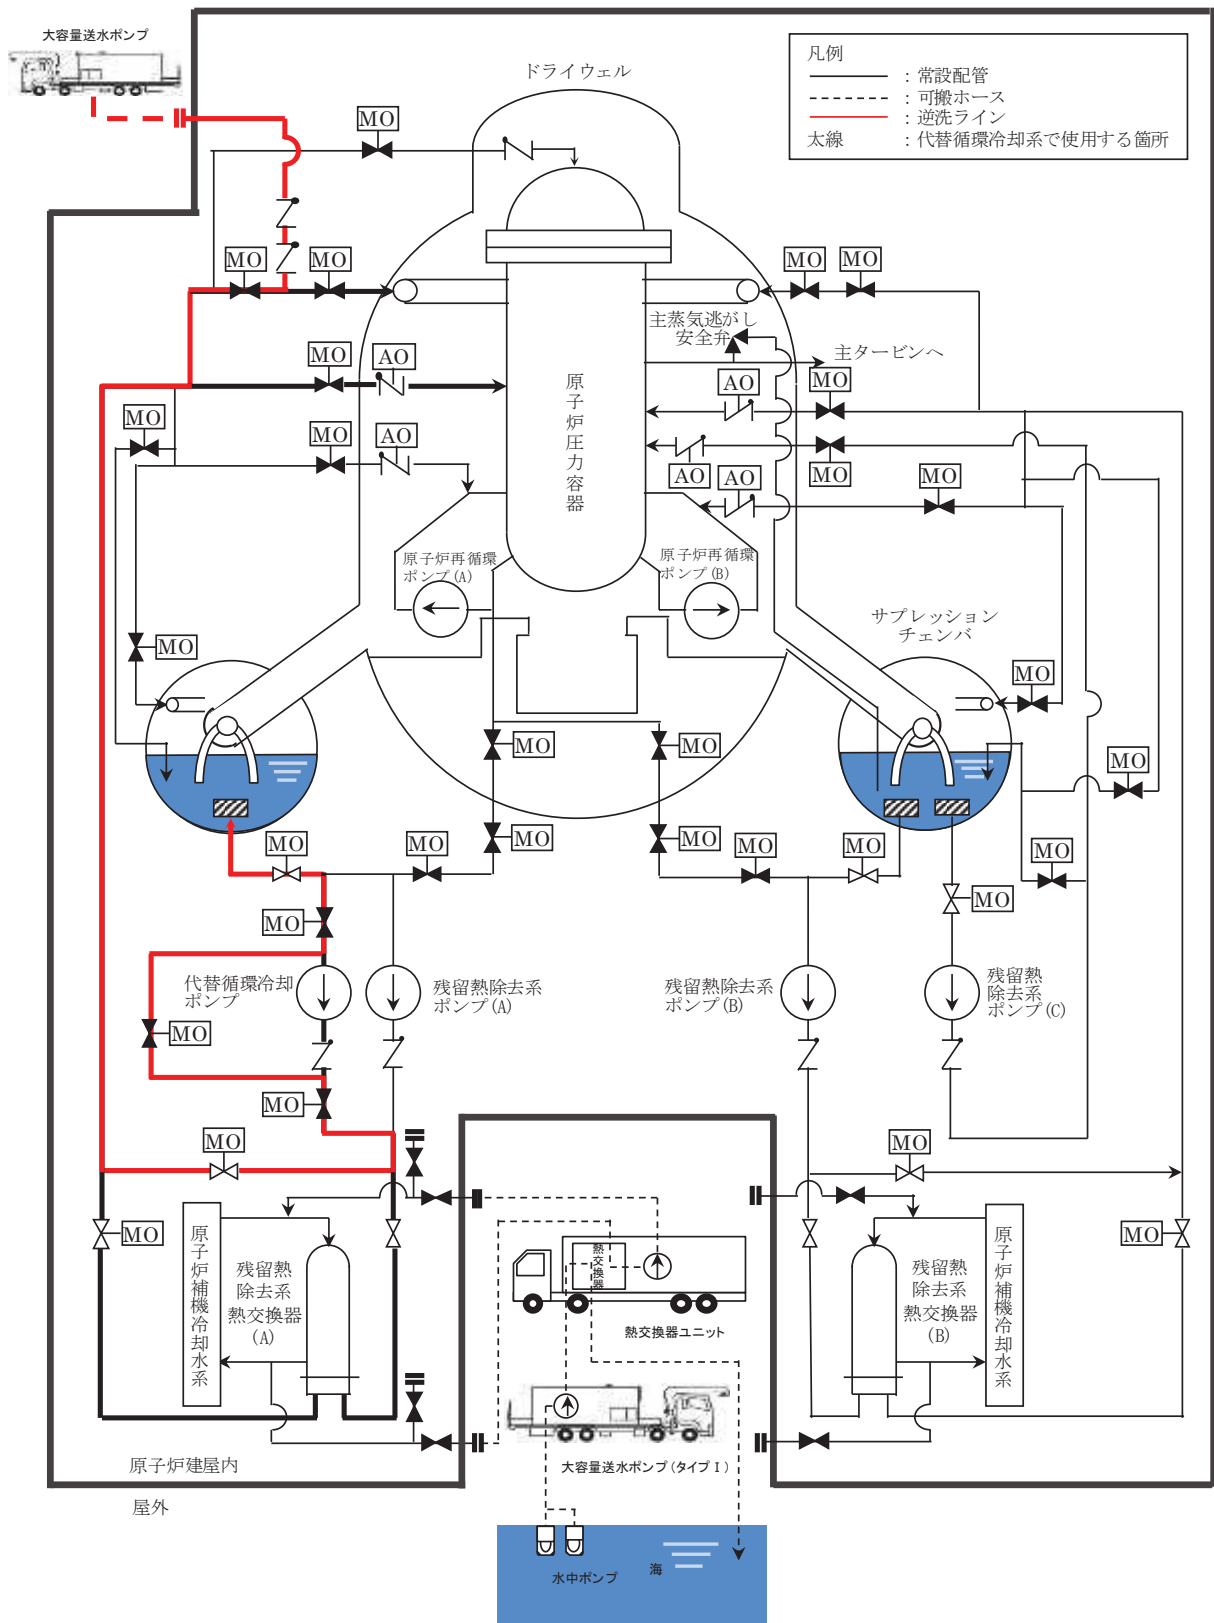 大容量送水ポンプ
凡例
：常設配管
：可搬ホース
：逆洗ライン
太線 ：代替循環冷却系で使用する箇所
ドライウェル
MO
MO
MO
MO
MO
主蒸気逃がし
安全弁
主タービンへ
MO
AO
AO
MO
MO
MO
AO
MO
AO
AO
MO
MO
原子炉圧力容器
原子炉再循環
ポンプ(A)
原子炉再循環
ポンプ(B)
サプレッション
チェンバ
MO
MO
MO
MO
MO
MO
MO
MO
MO
MO
MO
MO
MO
MO
代替循環冷却
ポンプ
残留熱除去系
ポンプ(A)
残留熱除去系
ポンプ(B)
残留熱
除去系
ポンプ(C)
MO
MO
MO
MO
MO
MO
原子炉補機冷却水系
残留熱
除去系
熱交換器
(A)
熱交換器
熱交換器ユニット
残留熱
除去系
熱交換器
(B)
原子炉補機冷却水系
大容量送水ポンプ(タイプⅠ)
原子炉建屋内
屋外
水中ポンプ
海